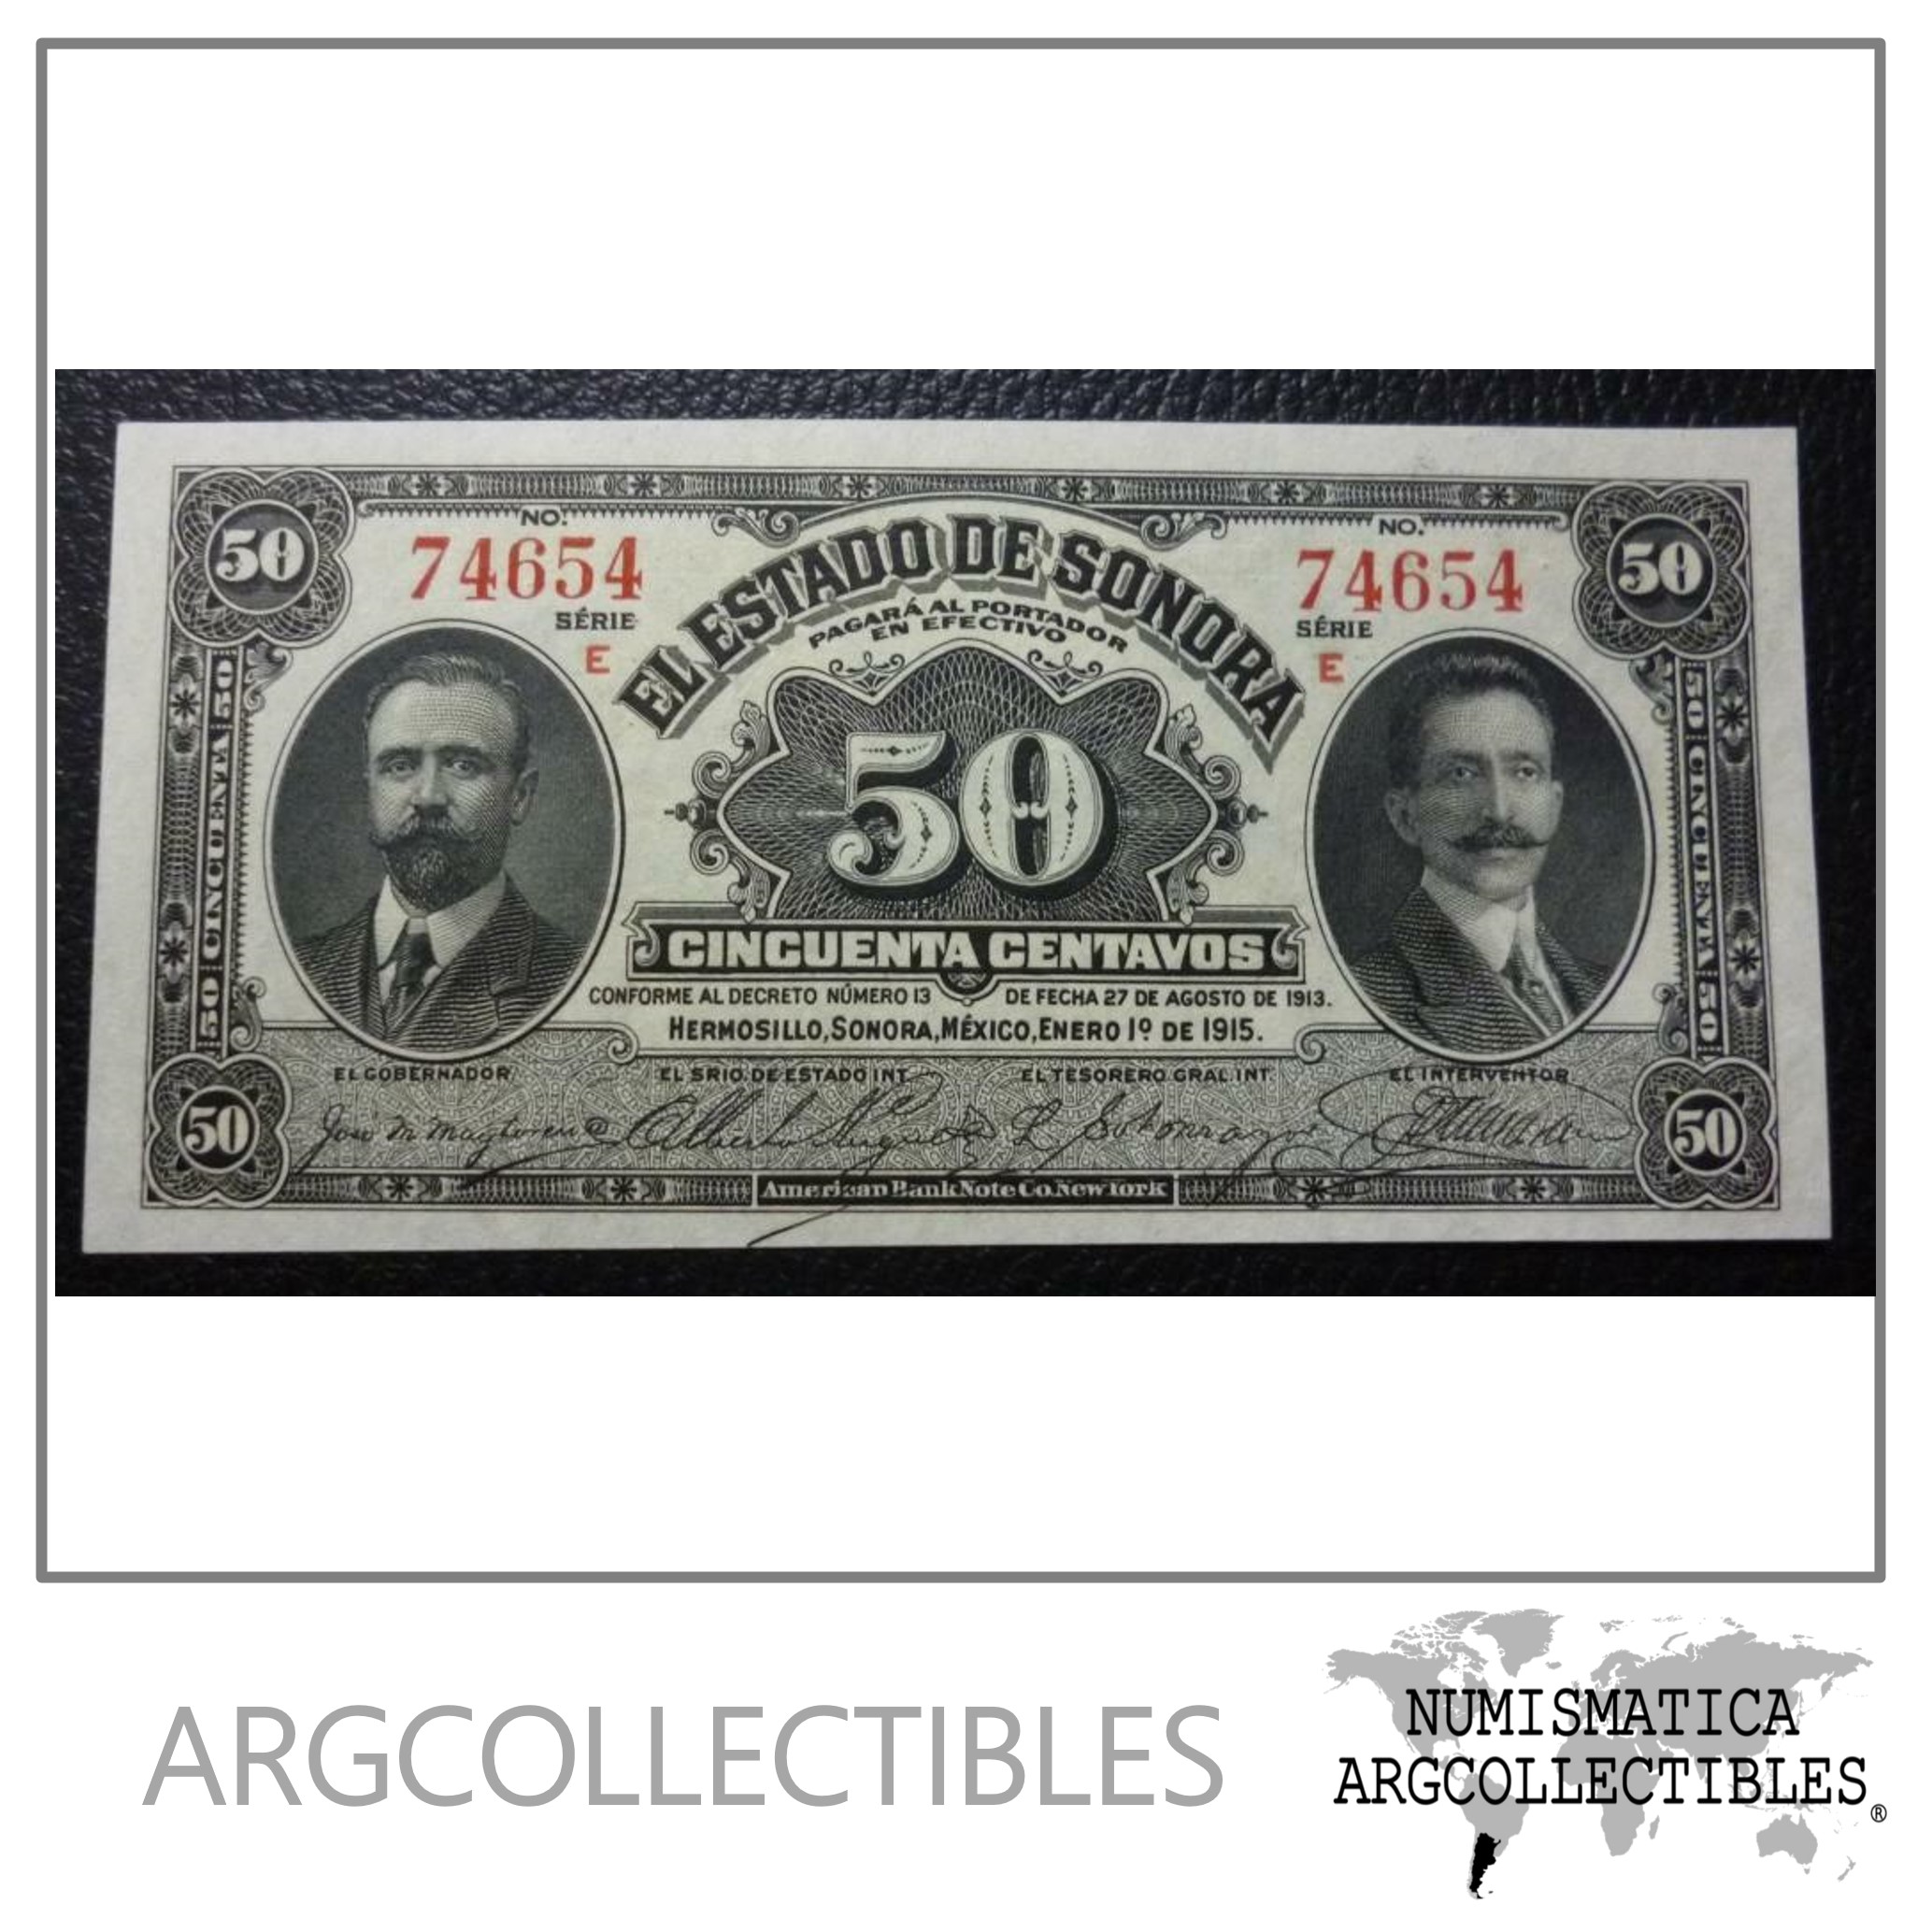 50
NO.
74654
SÉRIE
E
EL ESTADO DE SONORA
PAGARÁ AL PORTADOR
EN EFECTIVO
NO.
74654
SÉRIE
E
50
50 CINCUENTA 50
50
50 CINCUENTA 50
CINCUENTA CENTAVOS
CONFORME AL DECRETO NÚMERO 13 DE FECHA 27 DE AGOSTO DE 1913.
HERMOSILLO, SONORA, MÉXICO, ENERO 1º DE 1915.
EL GOBERNADOR EL SRIO. DE ESTADO INT. EL TESORERO GRAL. INT. EL INTERVENTOR
50
50
American Bank Note Co. New York
ARGCOLLECTIBLES
NUMISMATICA
ARGCOLLECTIBLES®